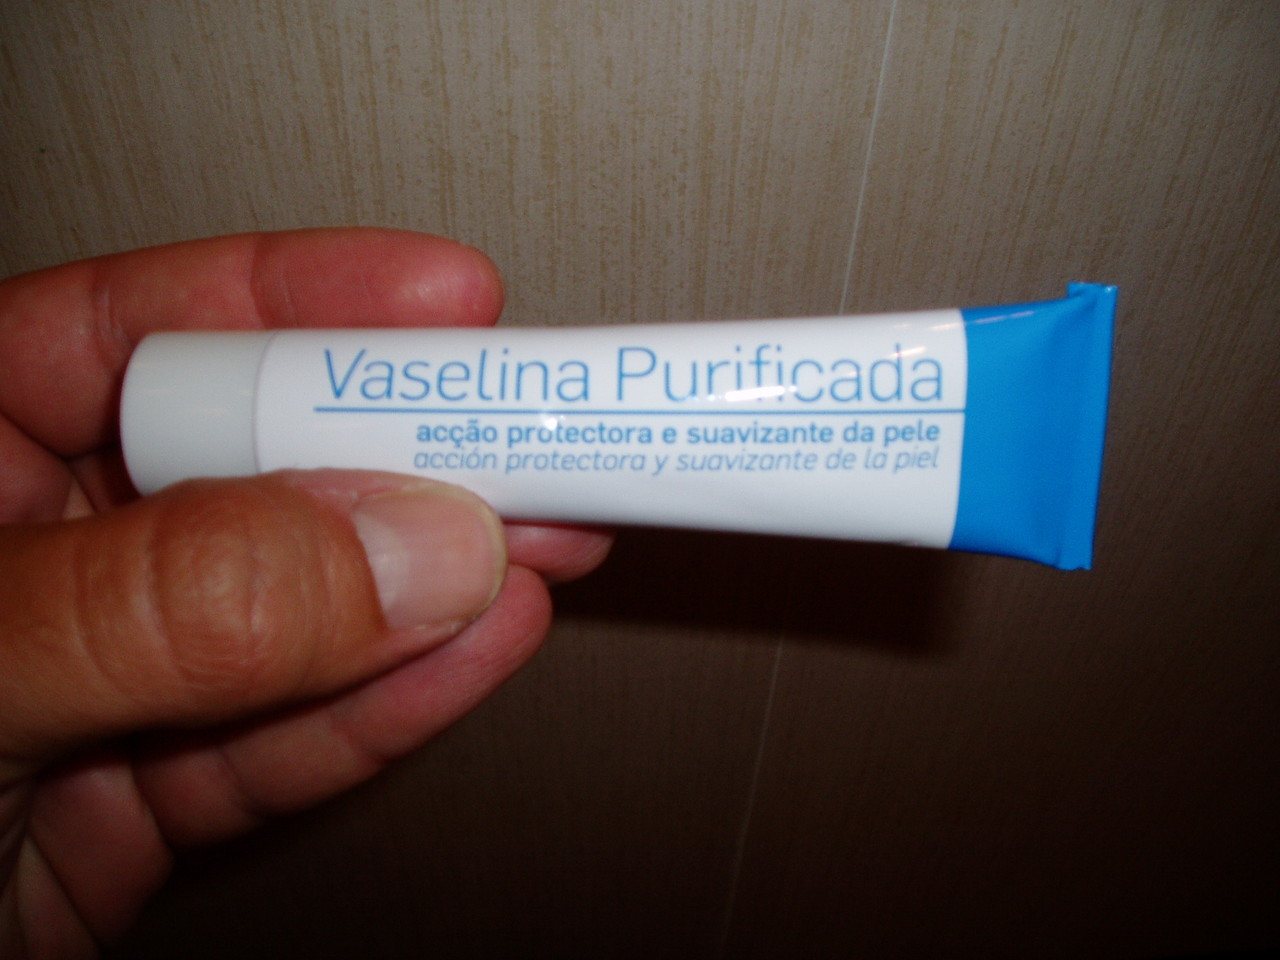 Vaselina Purificada
acção protectora e suavizante da pele
acción protectora y suavizante de la piel